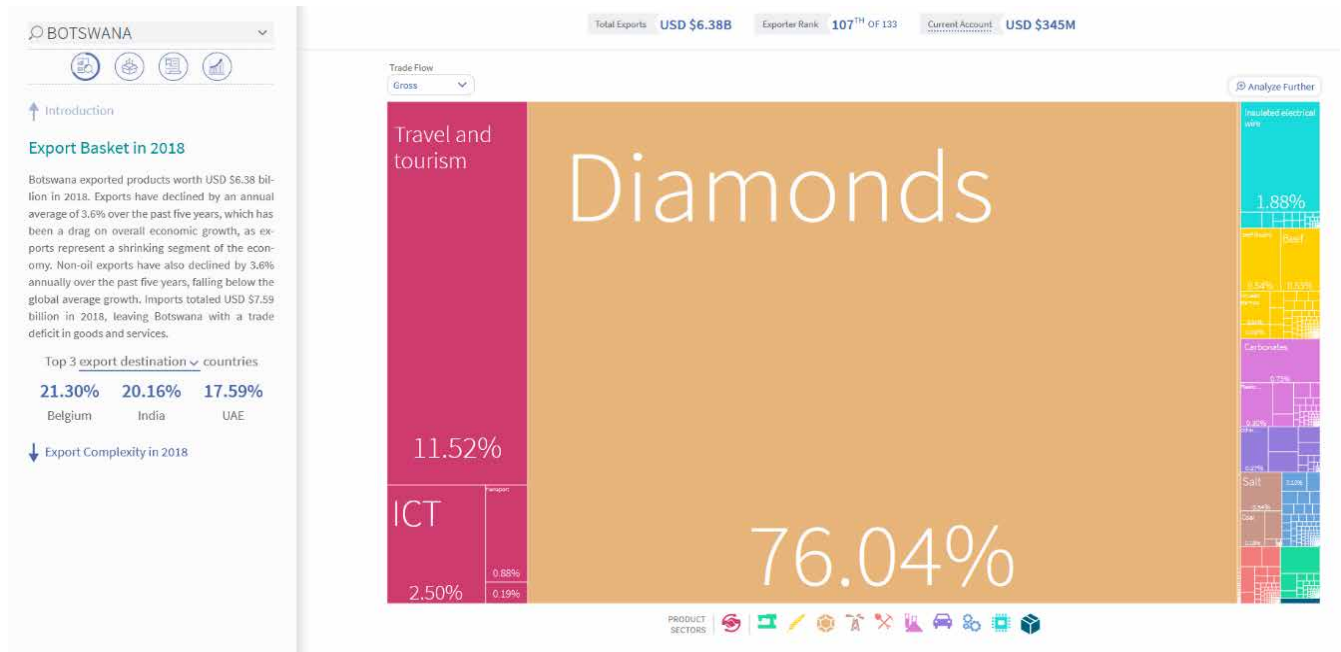 BOTSWANA
Introduction
Export Basket in 2018
Botswana exported products worth USD $6.38 bil-
lion in 2018. Exports have declined by an annual
average of 3.6% over the past five years, which has
been a drag on overall economic growth, as ex-
ports represent a shrinking segment of the econ-
omy. Non-oil exports have also declined by 3.6%
annually over the past five years, falling below the
global average growth. Imports totaled USD $7.59
billion in 2018, leaving Botswana with a trade
deficit in goods and services.
Top 3 export destination countries
21.30% 20.16% 17.59%
Belgium India UAE
Export Complexity in 2018
Total Exports USD $6.38B Exporter Rank 107TH OF 133 Current Account USD $345M
Trade Flow
Gross
Analyze Further
Travel and
tourism
11.52%
ICT
2.50%
Transport
0.88%
0.19%
Diamonds
76.04%
Insulated electrical
wire
1.88%
Beef
0.54% 0.53%
Carbonates
0.73%
Salt
Coal
PRODUCT
SECTORS